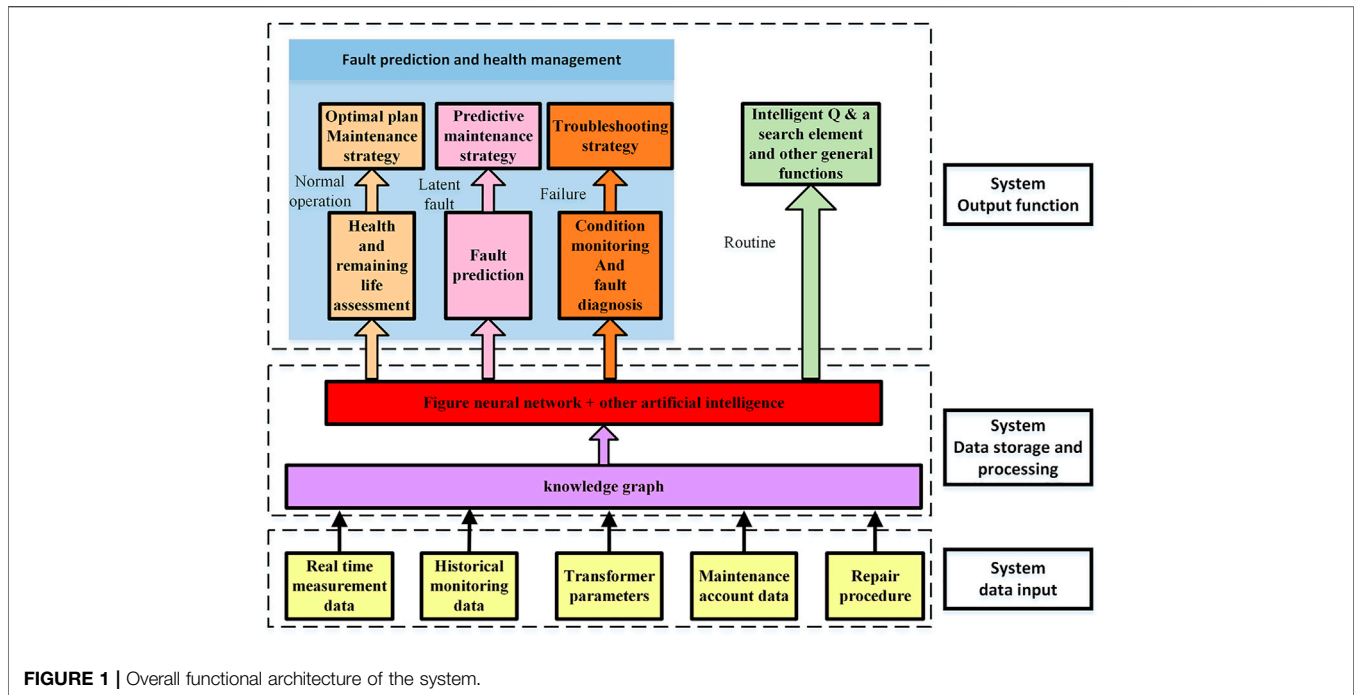 Fault prediction and health management
Optimal plan
Maintenance
strategy
Predictive
maintenance
strategy
Troubleshooting
strategy
Intelligent Q & a
search element
and other general
functions
Normal
operation
Latent
fault
Failure
Routine
Health
and
remaining
life
assessment
Fault
prediction
Condition
monitoring
And
fault
diagnosis
System
Output function
Figure neural network + other artificial intelligence
knowledge graph
System
Data storage and
processing
Real time
measurement
data
Historical
monitoring
data
Transformer
parameters
Maintenance
account data
Repair
procedure
System
data input
FIGURE 1 | Overall functional architecture of the system.